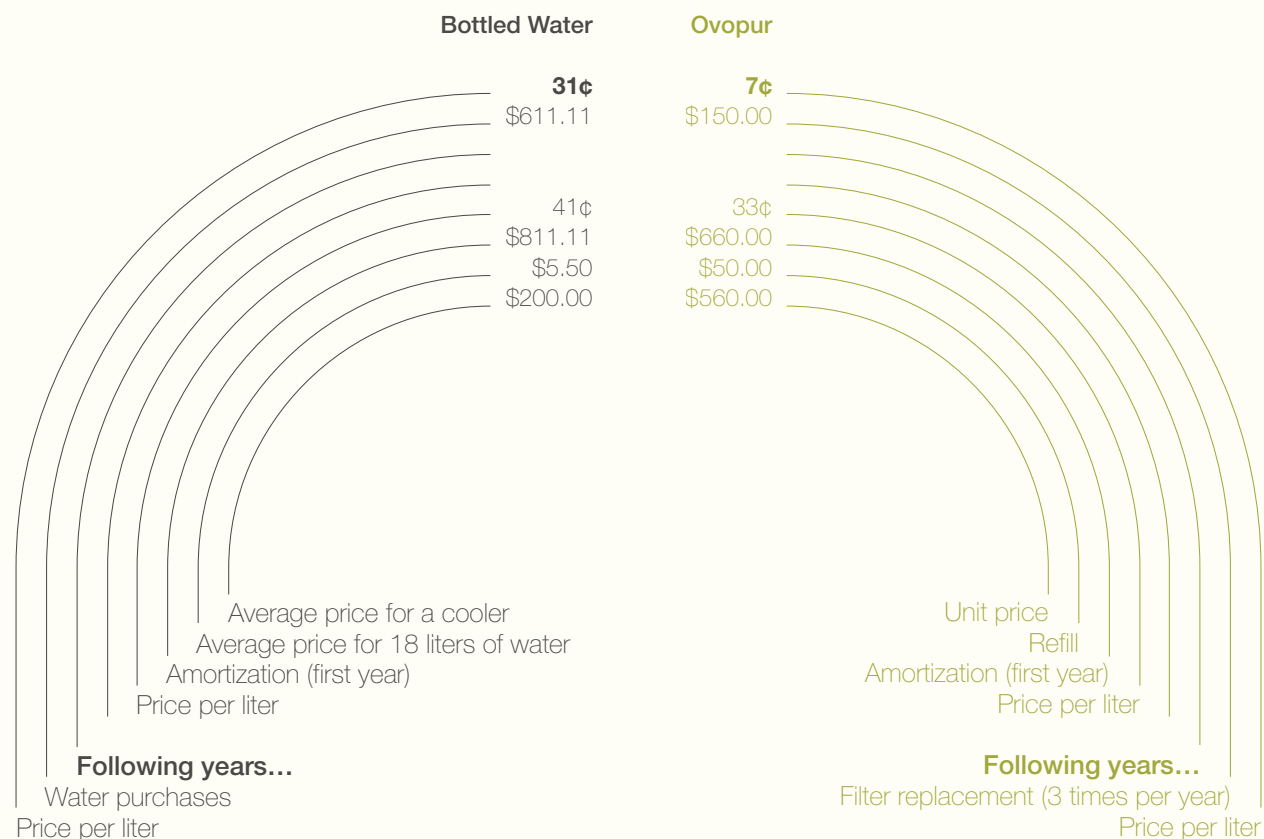 Bottled Water Ovopur
31¢ 7¢
$611.11 $150.00
41¢ 33¢
$811.11 $660.00
$5.50 $50.00
$200.00 $560.00
Average price for a cooler Unit price
Average price for 18 liters of water Refill
Amortization (first year) Amortization (first year)
Price per liter Price per liter
Following years... Following years...
Water purchases Filter replacement (3 times per year)
Price per liter Price per liter